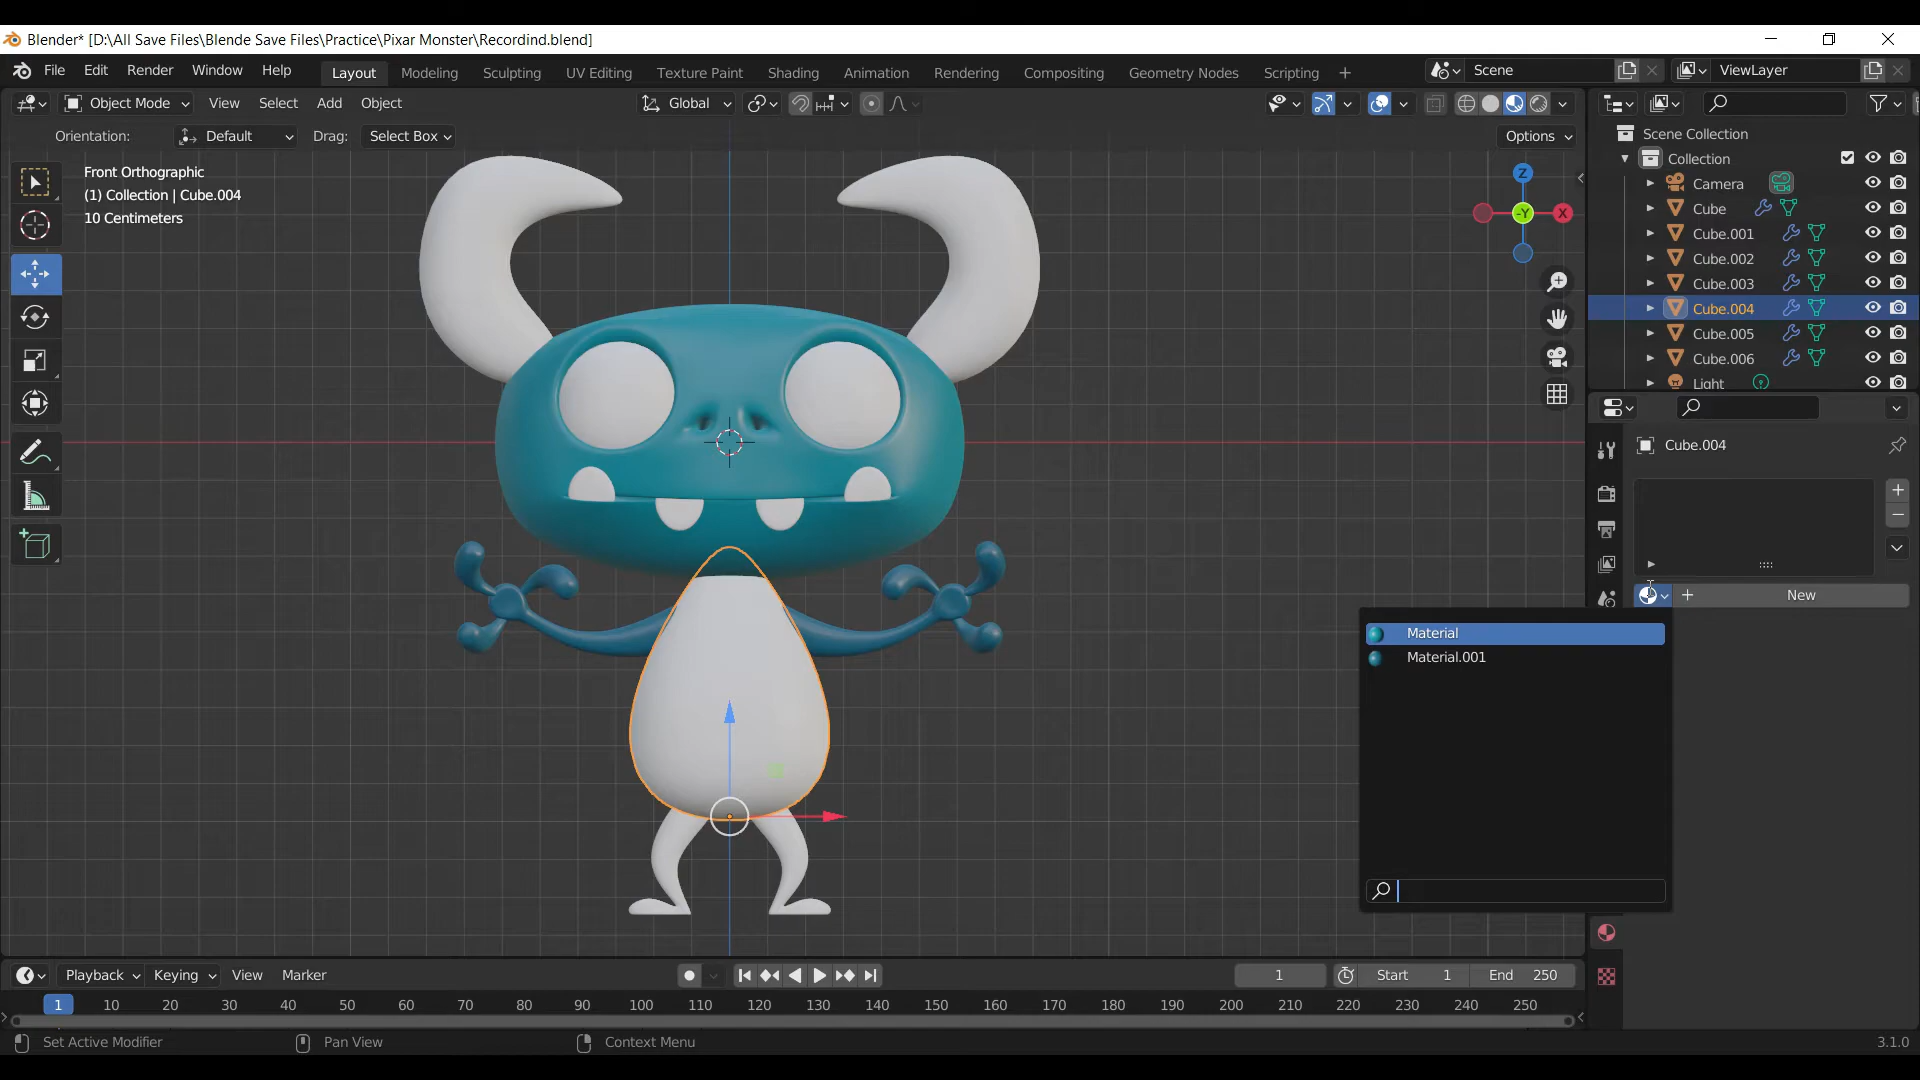 Blender* [D:\All Save Files\Blende Save Files\Practice\Pixar Monster\Recordind.blend]
File Edit Render Window Help Layout Modeling Sculpting UV Editing Texture Paint Shading Animation Rendering Compositing Geometry Nodes Scripting + Scene ViewLayer
Object Mode View Select Add Object Global
Orientation: Default Drag: Select Box Options
Front Orthographic
(1) Collection | Cube.004
10 Centimeters
Z
-Y X
Scene Collection
Collection
Camera
Cube
Cube.001
Cube.002
Cube.003
Cube.004
Cube.005
Cube.006
Light
Cube.004
New
Material
Material.001
Playback Keying View Marker 1 Start 1 End 250
1 10 20 30 40 50 60 70 80 90 100 110 120 130 140 150 160 170 180 190 200 210 220 230 240 250
Set Active Modifier Pan View Context Menu 3.1.0